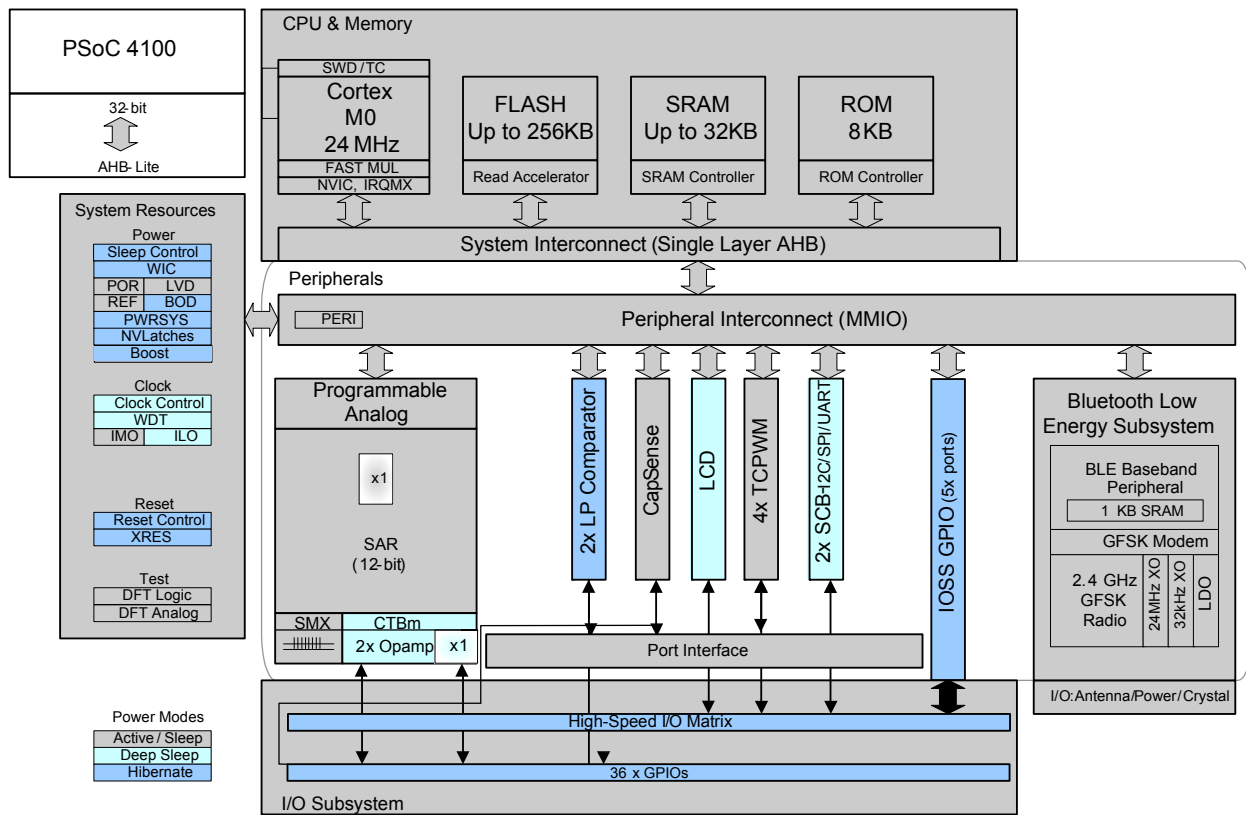 PSoC 4100
32-bit
AHB-Lite
CPU & Memory
SWD/TC
Cortex
M0
24 MHz
FAST MUL
NVIC, IRQMX
FLASH
Up to 256KB
Read Accelerator
SRAM
Up to 32KB
SRAM Controller
ROM
8KB
ROM Controller
System Interconnect (Single Layer AHB)
System Resources
Power
Sleep Control
WIC
POR LVD
REF BOD
PWRSYS
NVLatches
Boost
Clock
Clock Control
WDT
IMO ILO
Reset
Reset Control
XRES
Test
DFT Logic
DFT Analog
Peripherals
PERI
Peripheral Interconnect (MMIO)
Programmable
Analog
x1
SAR
(12-bit)
SMX
CTBm
2x Opamp
x1
2x LP Comparator
CapSense
LCD
4x TCPWM
2x SCB-I2C/SPI/UART
IOSS GPIO (5x ports)
Port Interface
Bluetooth Low
Energy Subsystem
BLE Baseband
Peripheral
1 KB SRAM
GFSK Modem
2.4 GHz
GFSK
Radio
24MHz XO
32kHz XO
LDO
I/O:Antenna/Power/Crystal
High-Speed I/O Matrix
36 x GPIOs
I/O Subsystem
Power Modes
Active/Sleep
Deep Sleep
Hibernate